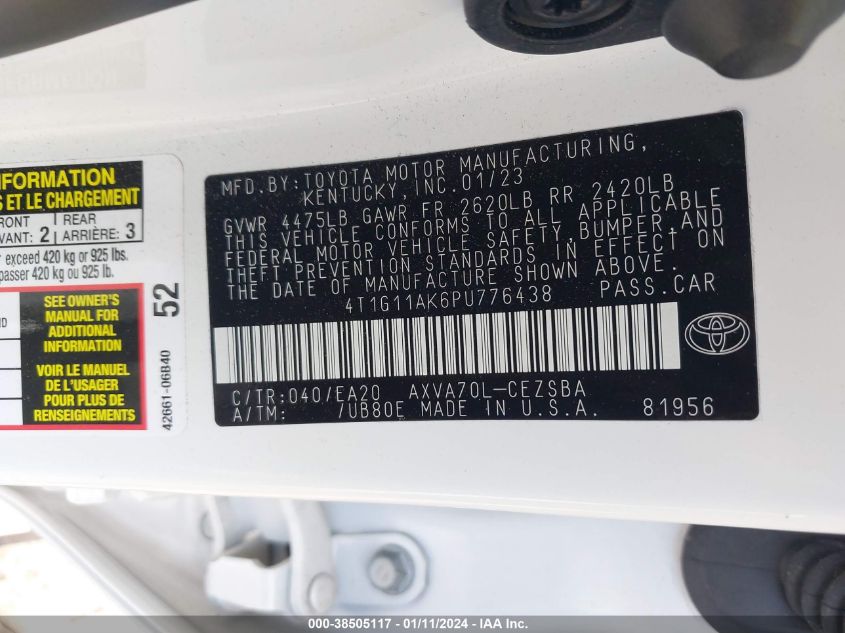 INFORMATION
ET LE CHARGEMENT
FRONT REAR
AVANT: 2 ARRIÈRE: 3
exceed 420 kg or 925 lbs.
passer 420 kg ou 925 lb.
SEE OWNER'S
MANUAL FOR
ADDITIONAL
INFORMATION
VOIR LE MANUEL
DE L'USAGER
POUR PLUS DE
RENSEIGNEMENTS
52
42661-06B40
MFD.BY:TOYOTA MOTOR MANUFACTURING,
KENTUCKY,INC.01/23
GVWR 4475LB GAWR FR 2620LB RR 2420LB
THIS VEHICLE CONFORMS TO ALL APPLICABLE
FEDERAL MOTOR VEHICLE SAFETY,BUMPER,AND
THEFT PREVENTION STANDARDS IN EFFECT ON
THE DATE OF MANUFACTURE SHOWN ABOVE.
4T1G11AK6PU776438 PASS.CAR
C/TR:040/EA20 AXVA70L-CEZSBA
A/TM: /UB80E MADE IN U.S.A. 81956
000-38505117 - 01/11/2024 - IAA Inc.